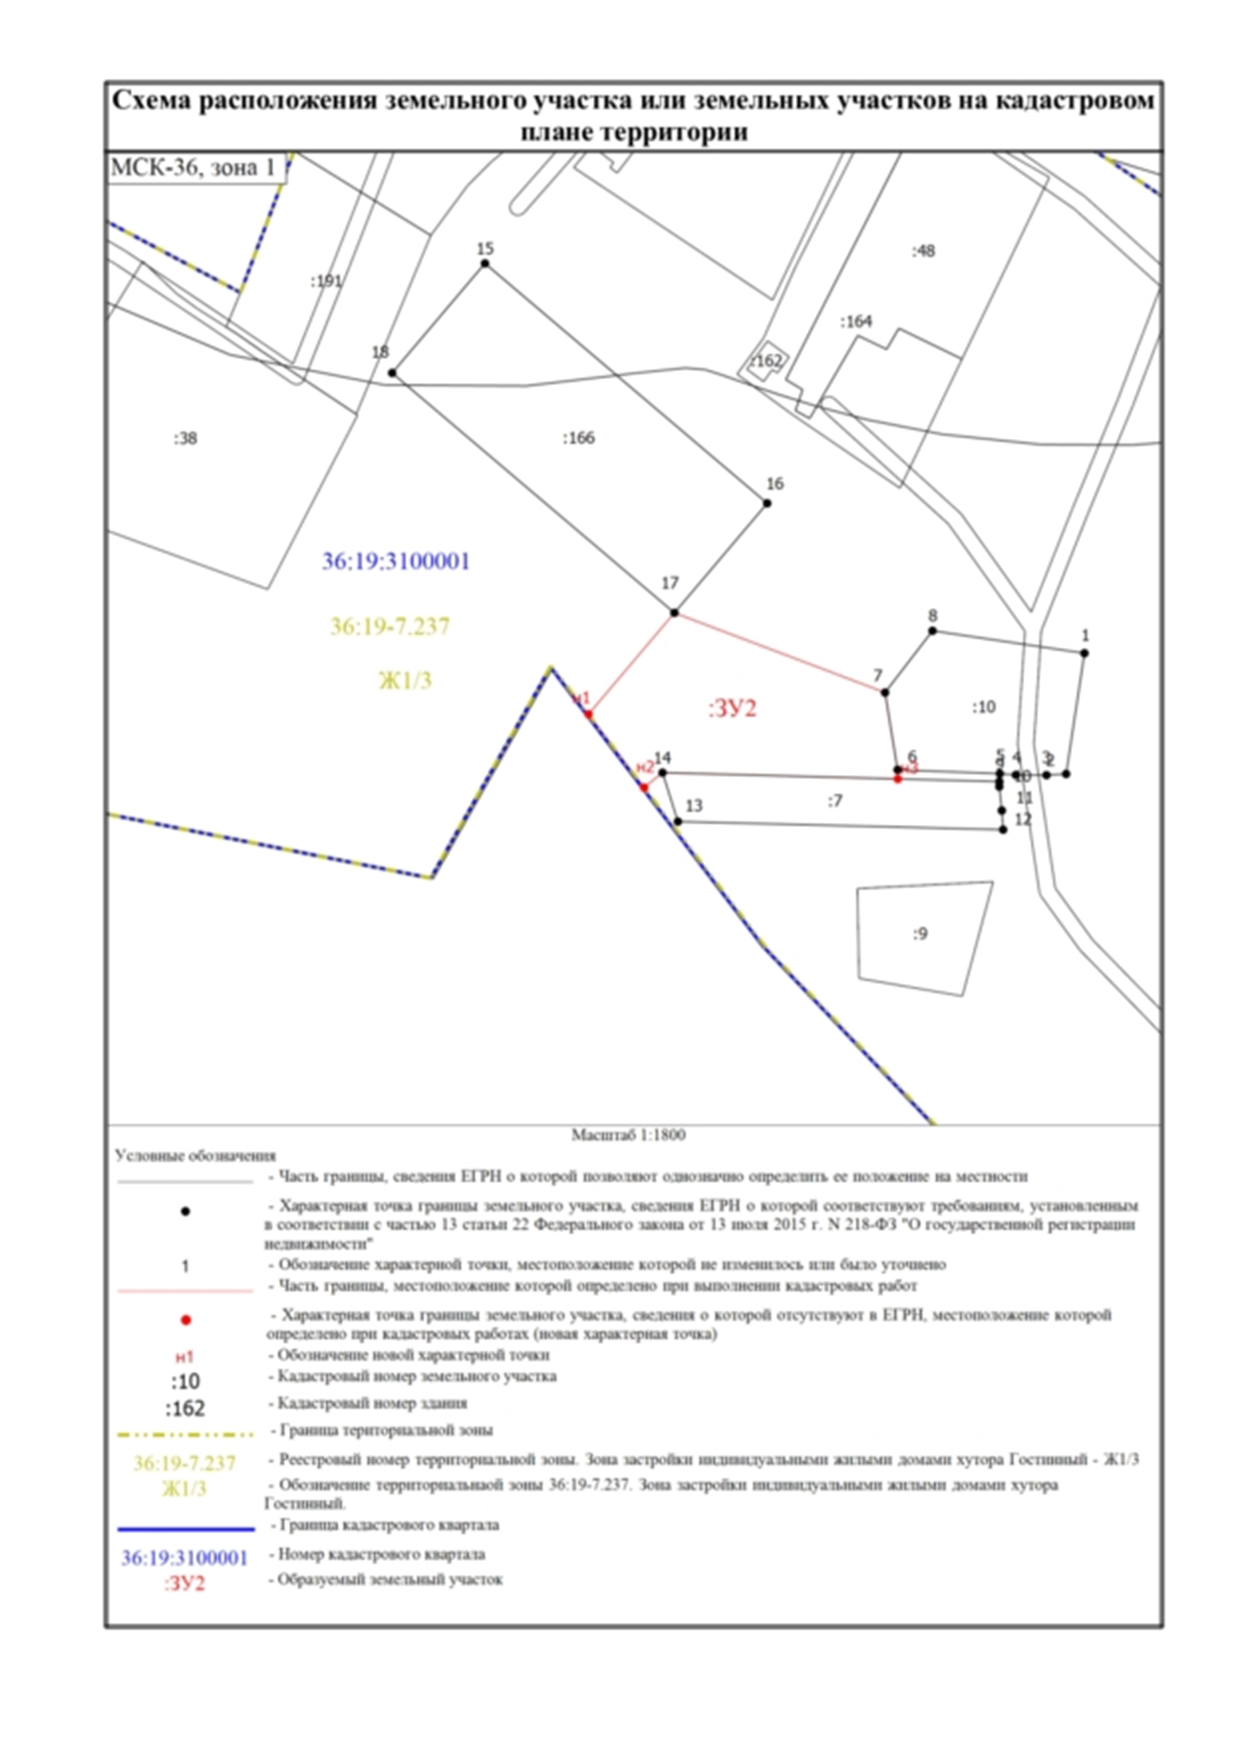 Схема расположения земельного участка или земельных участков на кадастровом
плане территории
МСК-36, зона 1
15
:48
:191
:164
18
:162
:38
:166
16
36:19:3100001
17
8
36:19-7.237
1
7
Ж1/3
н1
:ЗУ2
:10
14
6
5
4
3
2
н2
н3
10
13
:7
11
12
:9
Масштаб 1:1800
Условные обозначения
- Часть границы, сведения ЕГРН о которой позволяют однозначно определить ее положение на местности
- Характерная точка границы земельного участка, сведения ЕГРН о которой соответствуют требованиям, установленным
в соответствии с частью 13 статьи 22 Федерального закона от 13 июля 2015 г. N 218-ФЗ "О государственной регистрации
недвижимости"
1 - Обозначение характерной точки, местоположение которой не изменилось или было уточнено
- Часть границы, местоположение которой определено при выполнении кадастровых работ
- Характерная точка границы земельного участка, сведения о которой отсутствуют в ЕГРН, местоположение которой
определено при кадастровых работах (новая характерная точка)
н1 - Обозначение новой характерной точки
:10 - Кадастровый номер земельного участка
:162 - Кадастровый номер здания
- Граница териториальной зоны
36:19-7.237 - Реестровый номер территориальной зоны. Зона застройки индивидуальными жилыми домами хутора Гостинный - Ж1/3
Ж1/3 - Обозначение территориальнаой зоны 36:19-7.237. Зона застройки индивидуальными жилыми домами хутора
Гостинный.
- Граница кадастрового квартала
36:19:3100001 - Номер кадастрового квартала
:ЗУ2 - Образуемый земельный участок